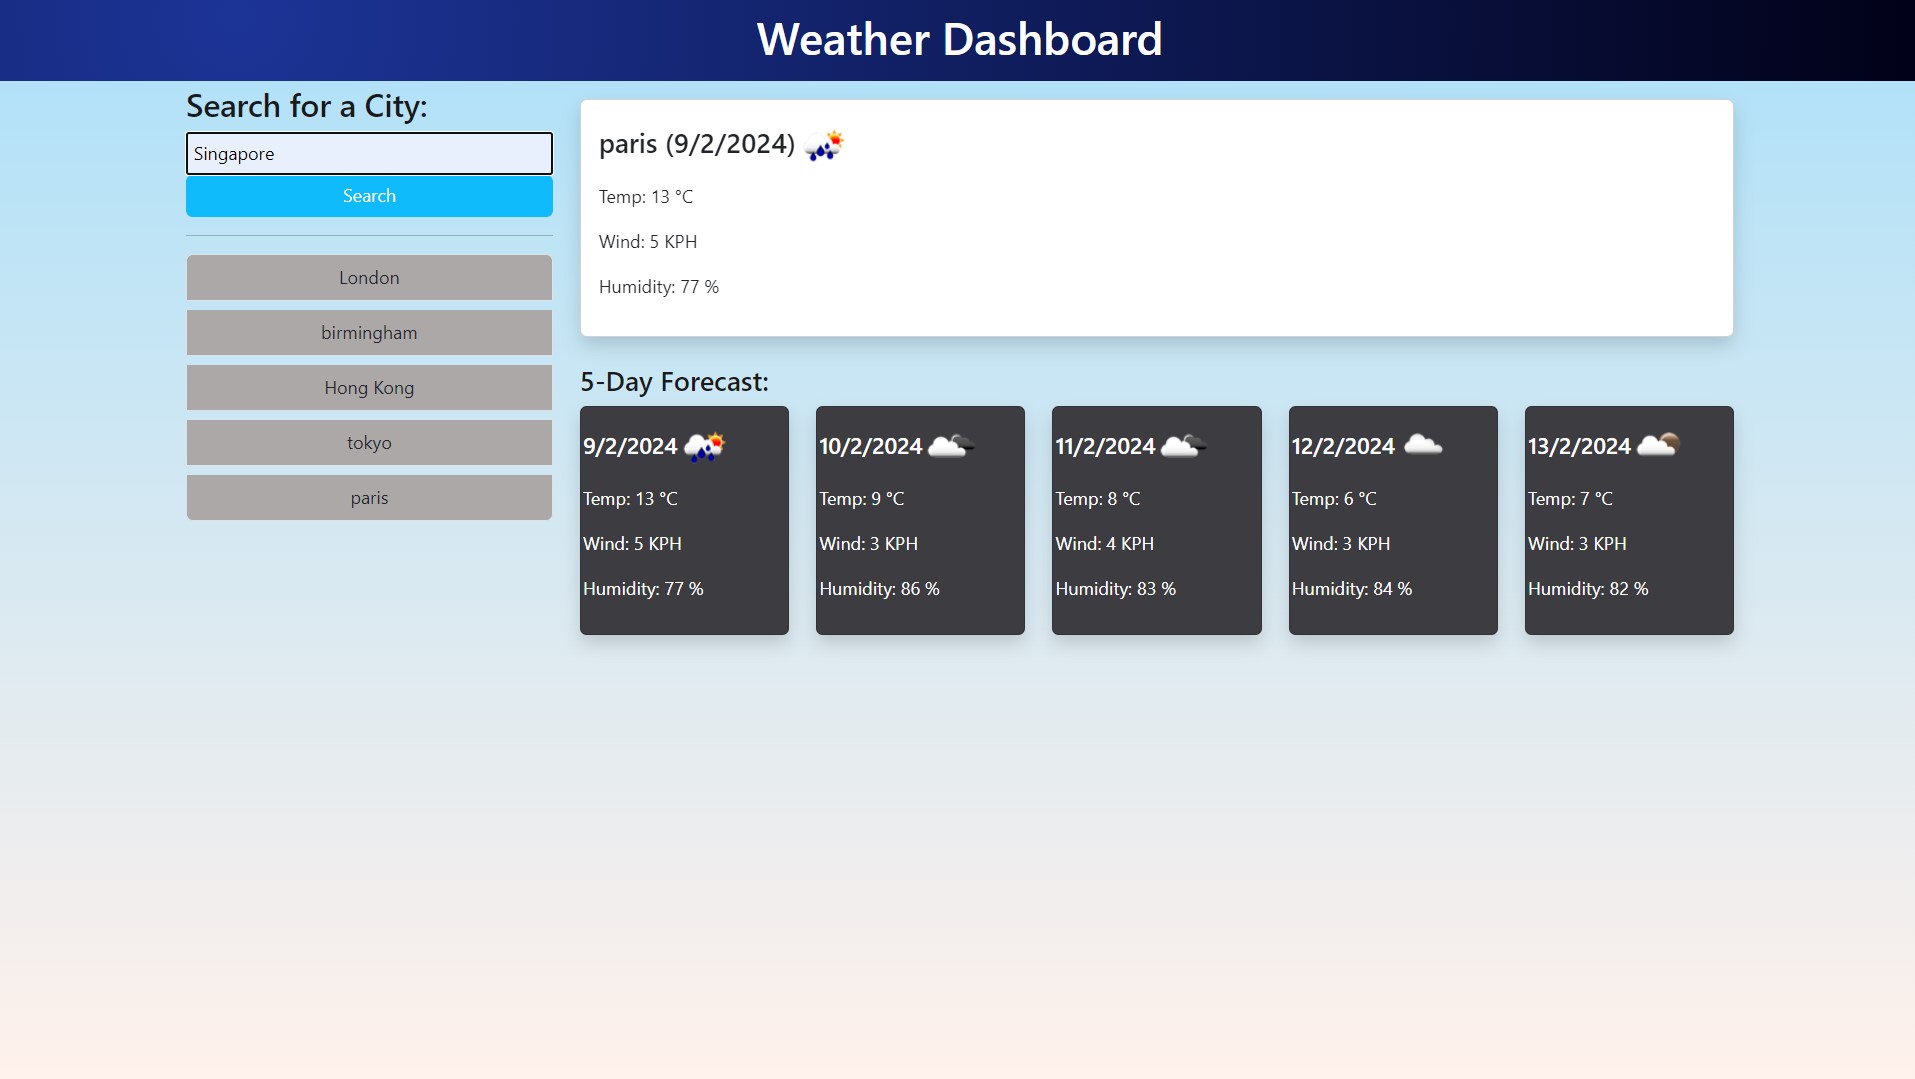 Weather Dashboard
Search for a City:
Singapore
Search
London
birmingham
Hong Kong
tokyo
paris
paris (9/2/2024)
Temp: 13 °C
Wind: 5 KPH
Humidity: 77 %
5-Day Forecast:
9/2/2024
Temp: 13 °C
Wind: 5 KPH
Humidity: 77 %
10/2/2024
Temp: 9 °C
Wind: 3 KPH
Humidity: 86 %
11/2/2024
Temp: 8 °C
Wind: 4 KPH
Humidity: 83 %
12/2/2024
Temp: 6 °C
Wind: 3 KPH
Humidity: 84 %
13/2/2024
Temp: 7 °C
Wind: 3 KPH
Humidity: 82 %